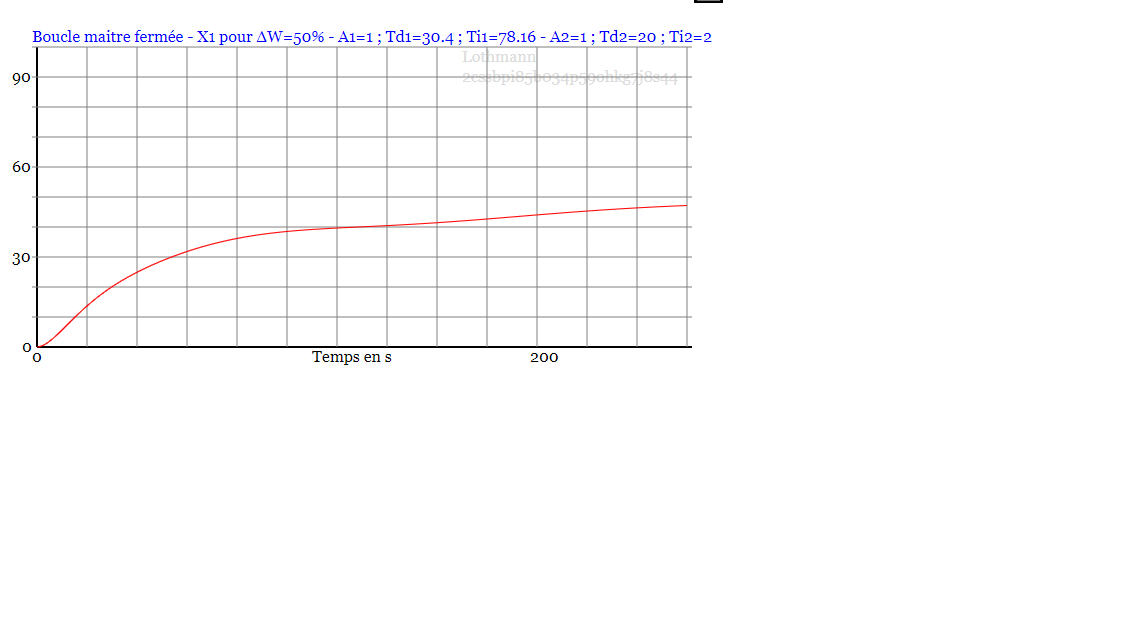 Boucle maitre fermée - X1 pour ΔW=50% - A1=1 ; Td1=30.4 ; Ti1=78.16 - A2=1 ; Td2=20 ; Ti2=2
Lothmann
90
60
30
0
0 Temps en s 200